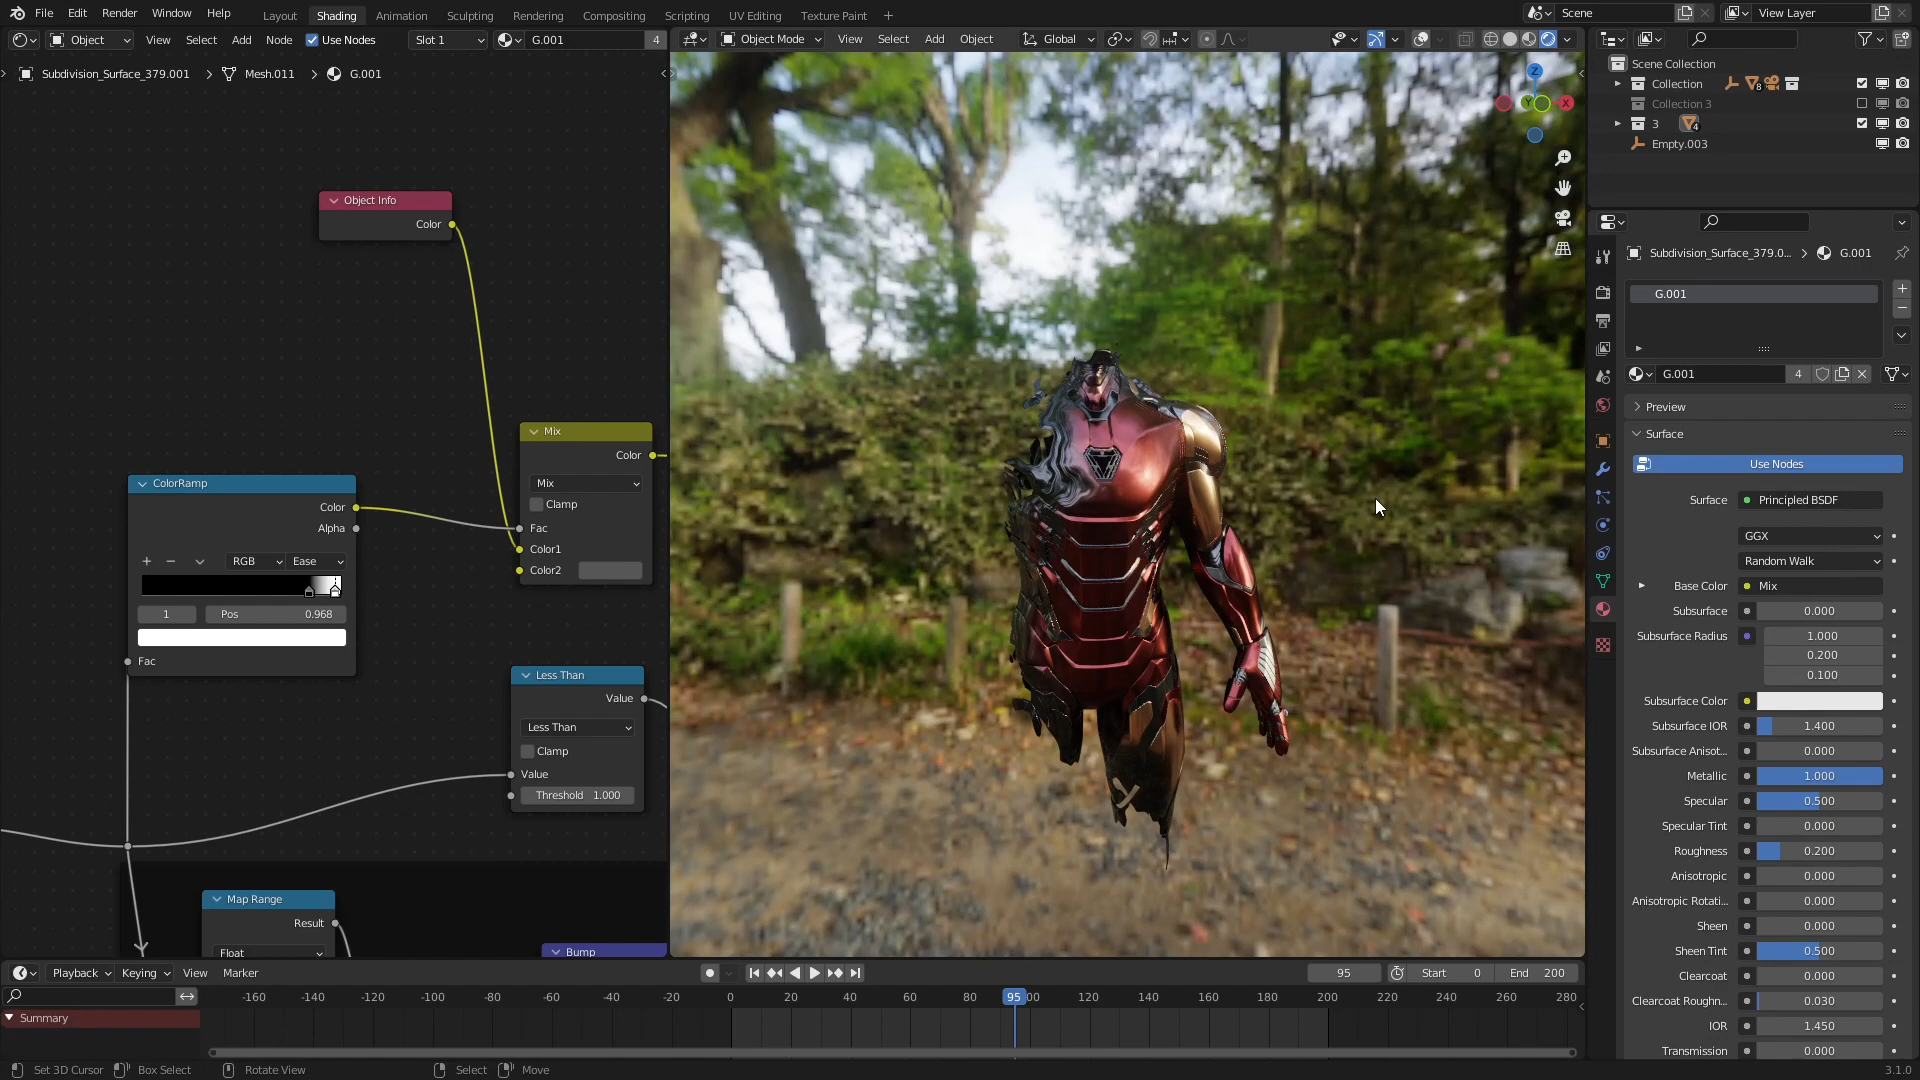 File Edit Render Window Help
Layout Shading Animation Sculpting Rendering Compositing Scripting UV Editing Texture Paint +
Scene
View Layer
Object View Select Add Node Use Nodes Slot 1 G.001 4
Object Mode View Select Add Object Global
Subdivision_Surface_379.001 > Mesh.011 > G.001
Object Info
Color
Mix
Color
Mix
Clamp
Fac
Color1
Color2
ColorRamp
Color
Alpha
+ − RGB Ease
1 Pos 0.968
Fac
Less Than
Value
Less Than
Clamp
Value
Threshold 1.000
Map Range
Result
Float
Bump
Z
Y X
Scene Collection
Collection 8
Collection 3
3 4
Empty.003
Subdivision_Surface_379.0... > G.001
G.001
G.001 4
Preview
Surface
Use Nodes
Surface Principled BSDF
GGX
Random Walk
Base Color Mix
Subsurface 0.000
Subsurface Radius 1.000
0.200
0.100
Subsurface Color
Subsurface IOR 1.400
Subsurface Anisot... 0.000
Metallic 1.000
Specular 0.500
Specular Tint 0.000
Roughness 0.200
Anisotropic 0.000
Anisotropic Rotati... 0.000
Sheen 0.000
Sheen Tint 0.500
Clearcoat 0.000
Clearcoat Roughn... 0.030
IOR 1.450
Transmission 0.000
Playback Keying View Marker
95 Start 0 End 200
-160 -140 -120 -100 -80 -60 -40 -20 0 20 40 60 80 95 00 120 140 160 180 200 220 240 260 280
Summary
Set 3D Cursor Box Select Rotate View Select Move
3.1.0